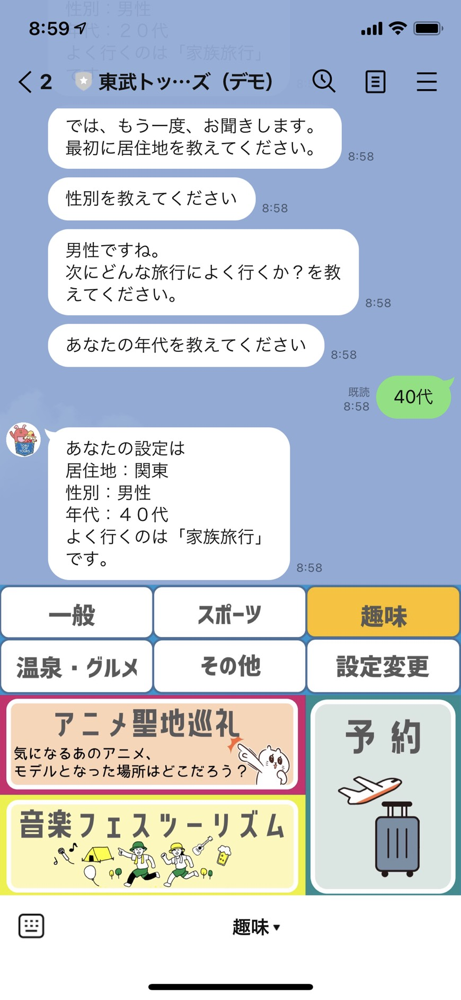 性別：男性
8:59
年代：２０代
よく行くのは「家族旅行」
です
2
東武トッ…ズ（デモ）
では、もう一度、お聞きします。
最初に居住地を教えてください。
8:58
性別を教えてください
8:58
男性ですね。
次にどんな旅行によく行くか？を教
えてください。
8:58
あなたの年代を教えてください
8:58
既読
8:58
40代
TOBU
TOP
TOURS
あなたの設定は
居住地：関東
性別：男性
年代：４０代
よく行くのは「家族旅行」
です。
8:58
一般
スポーツ
趣味
温泉・グルメ
その他
設定変更
アニメ聖地巡礼
気になるあのアニメ、
モデルとなった場所はどこだろう？
予約
音楽フェスツーリズム
趣味▼